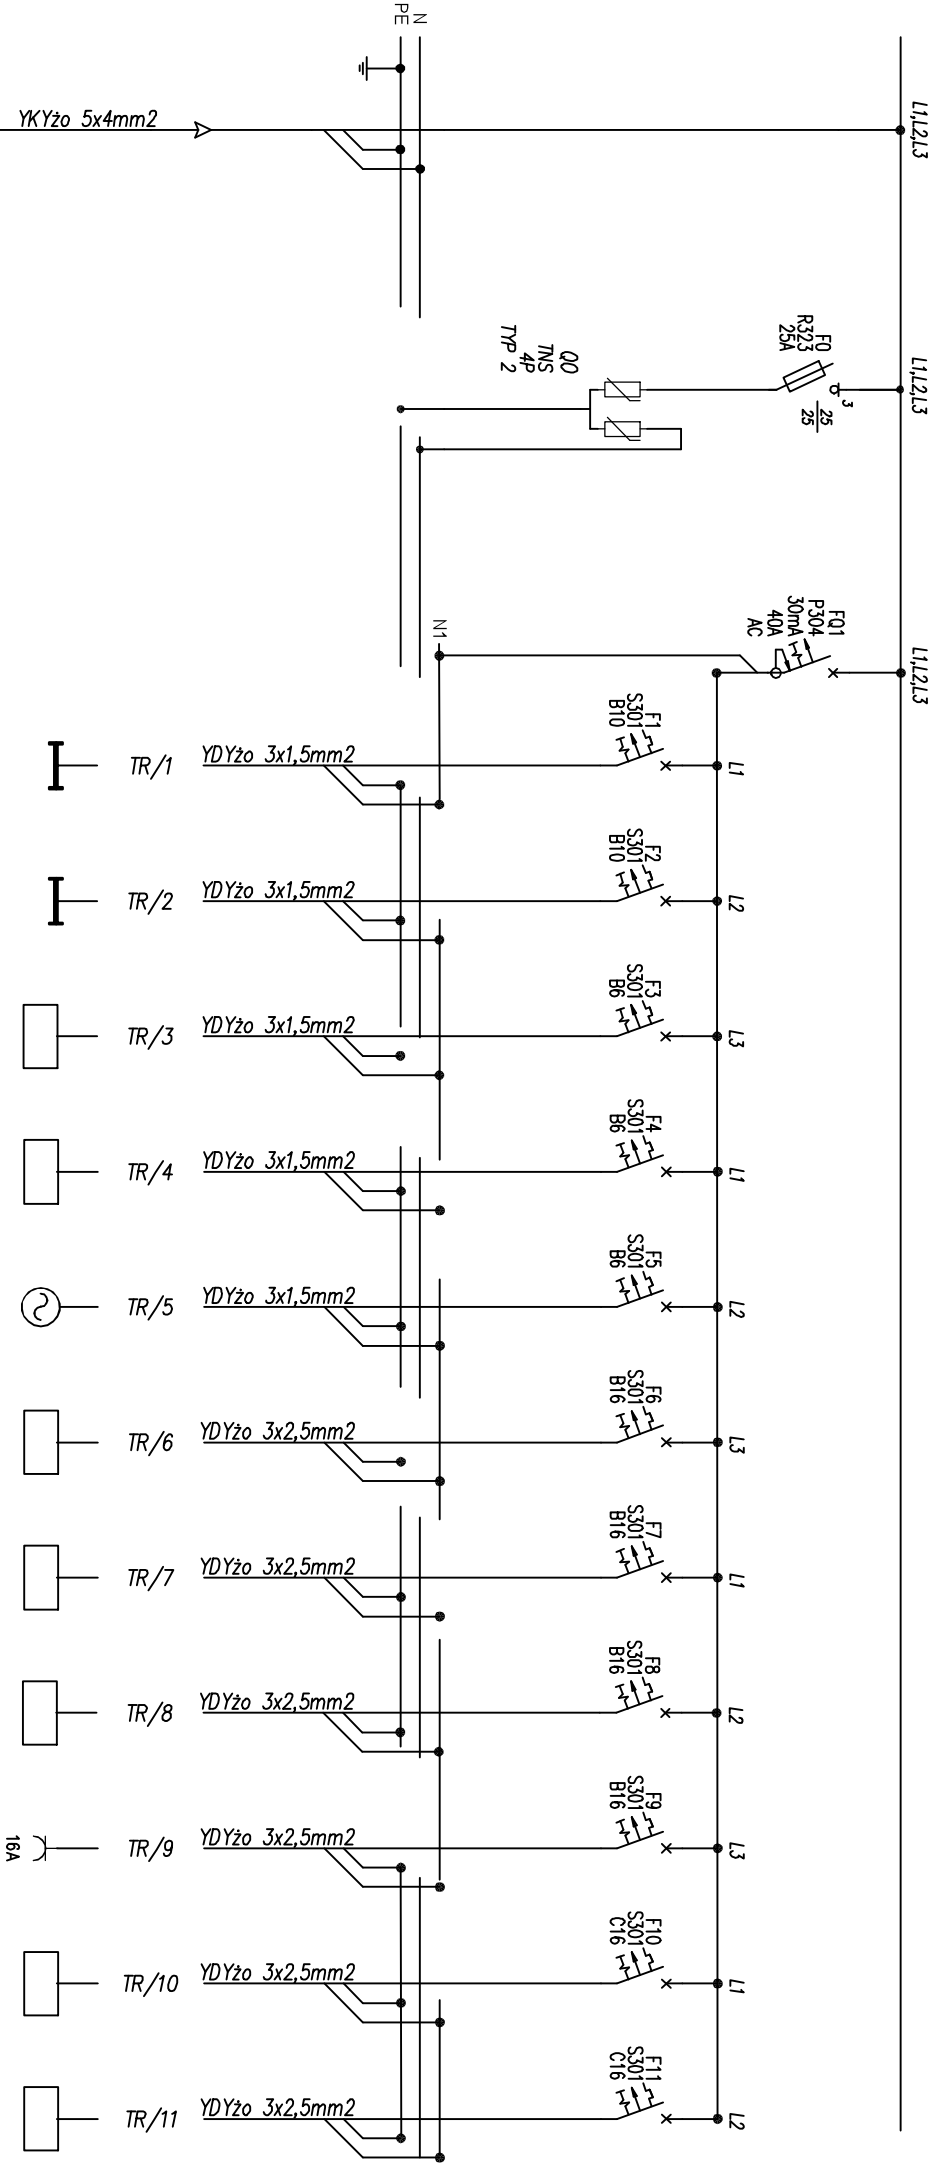 N
PE
YKYżo 5x4mm2
L1,L2,L3
L1,L2,L3
F0
R323
25A
3
25
25
Q0
TNS
4P
TYP 2
L1,L2,L3
FQ1
P304
30mA
40A
AC
N1
L1
F1
S301
B10
YDYżo 3x1,5mm2
TR/1
L2
F2
S301
B10
YDYżo 3x1,5mm2
TR/2
L3
F3
S301
B6
YDYżo 3x1,5mm2
TR/3
L1
F4
S301
B6
YDYżo 3x1,5mm2
TR/4
L2
F5
S301
B6
YDYżo 3x1,5mm2
TR/5
L3
F6
S301
B16
YDYżo 3x2,5mm2
TR/6
L1
F7
S301
B16
YDYżo 3x2,5mm2
TR/7
L2
F8
S301
B16
YDYżo 3x2,5mm2
TR/8
L3
F9
S301
B16
YDYżo 3x2,5mm2
TR/9
16A
L1
F10
S301
C16
YDYżo 3x2,5mm2
TR/10
L2
F11
S301
C16
YDYżo 3x2,5mm2
TR/11